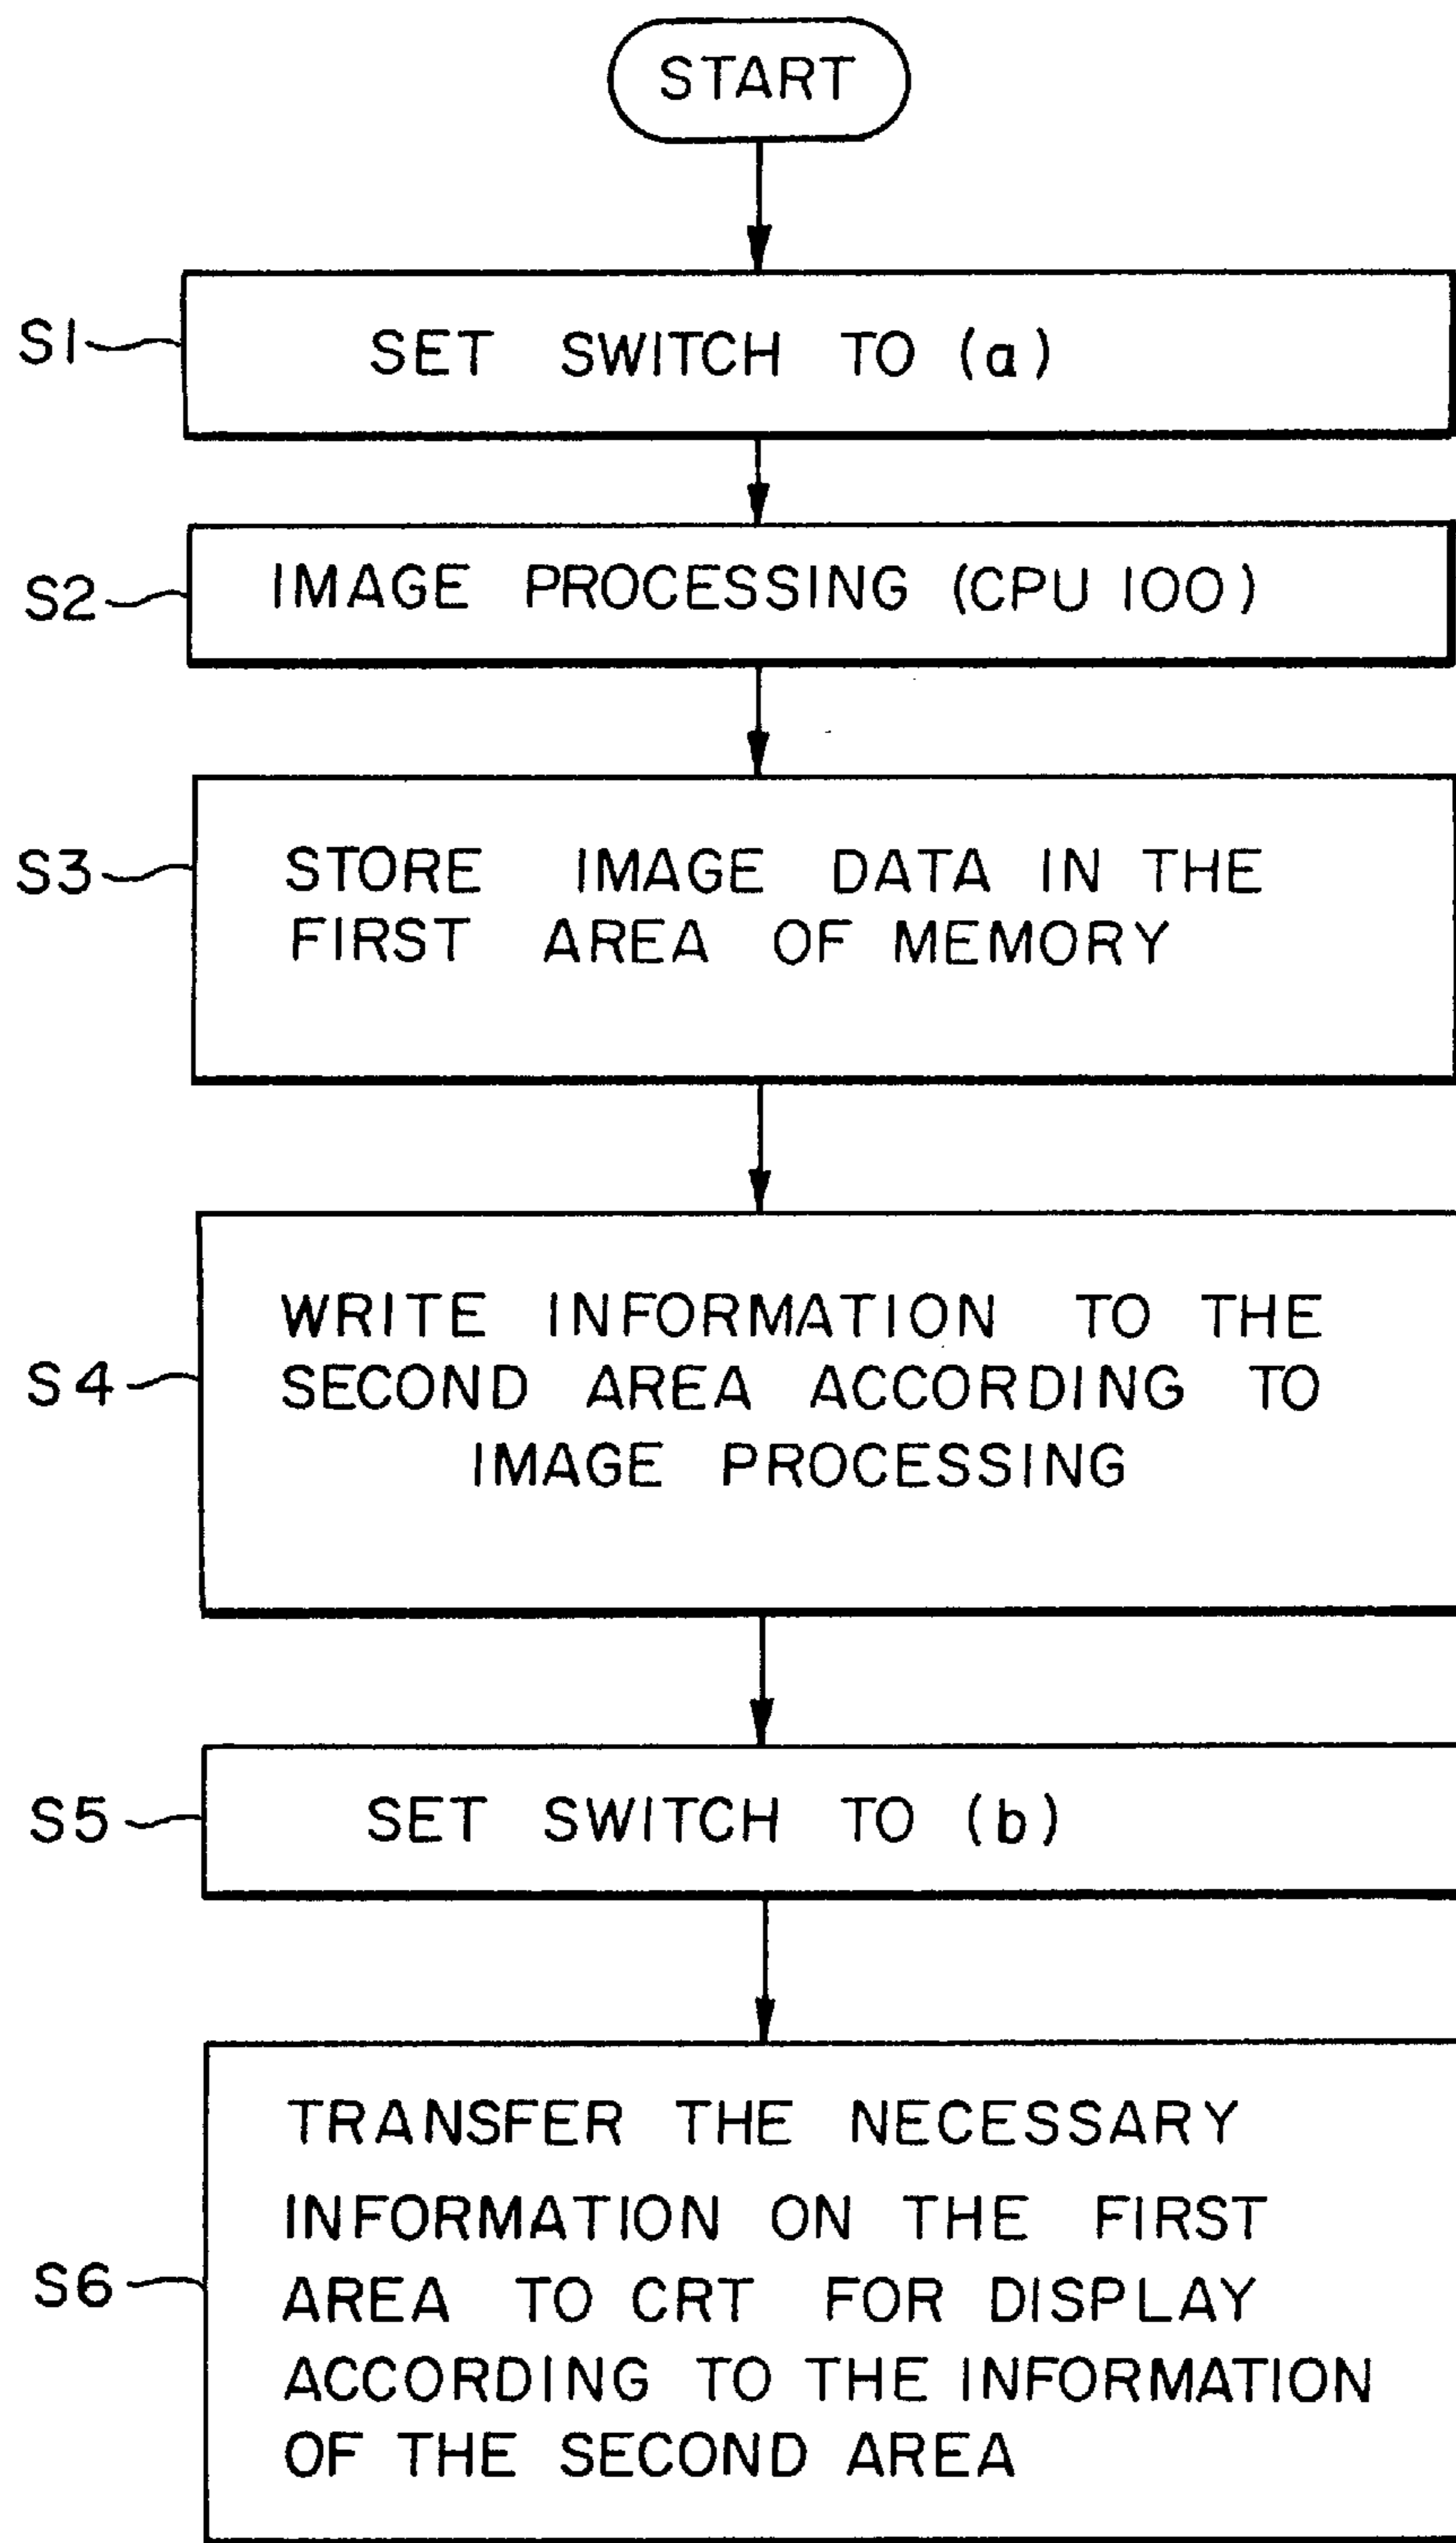 START
S1
SET SWITCH TO (a)
S2
IMAGE PROCESSING (CPU 100)
S3
STORE IMAGE DATA IN THE
FIRST AREA OF MEMORY
S4
WRITE INFORMATION TO THE
SECOND AREA ACCORDING TO
IMAGE PROCESSING
S5
SET SWITCH TO (b)
S6
TRANSFER THE NECESSARY
INFORMATION ON THE FIRST
AREA TO CRT FOR DISPLAY
ACCORDING TO THE INFORMATION
OF THE SECOND AREA